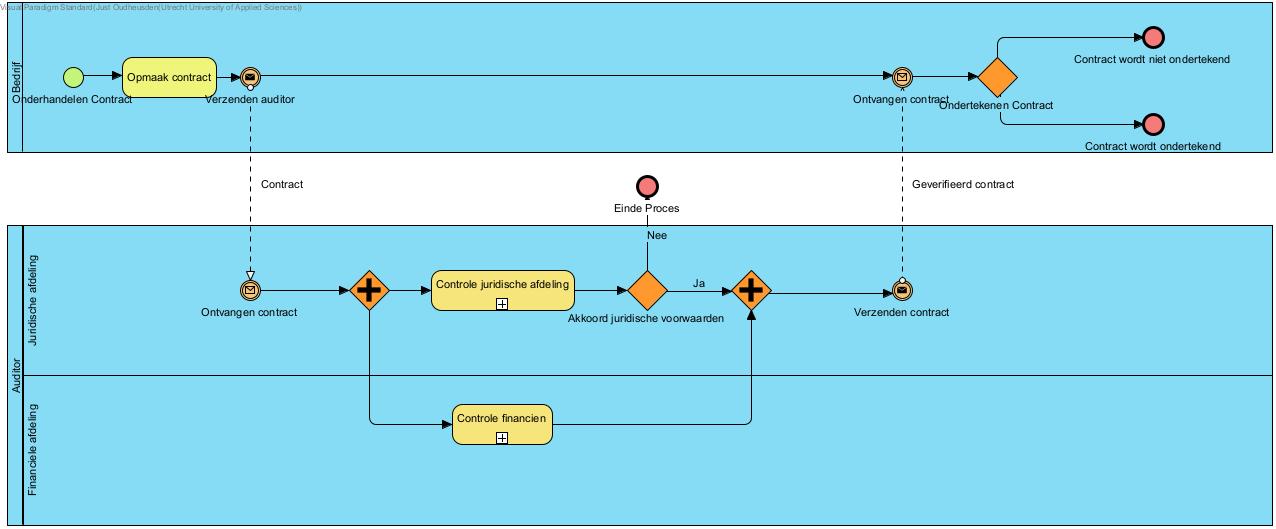 Visual Paradigm Standard(Just Oudheusden(Utrecht University of Applied Sciences))
Bedrijf
Onderhandelen Contract
Opmaak contract
Verzenden auditor
Ontvangen contract
Ondertekenen Contract
Contract wordt niet ondertekend
Contract wordt ondertekend
Contract
Geverifieerd contract
Einde Proces
Nee
Auditor
Juridische afdeling
Ontvangen contract
Controle juridische afdeling
Akkoord juridische voorwaarden
Ja
Verzenden contract
Financiele afdeling
Controle financien